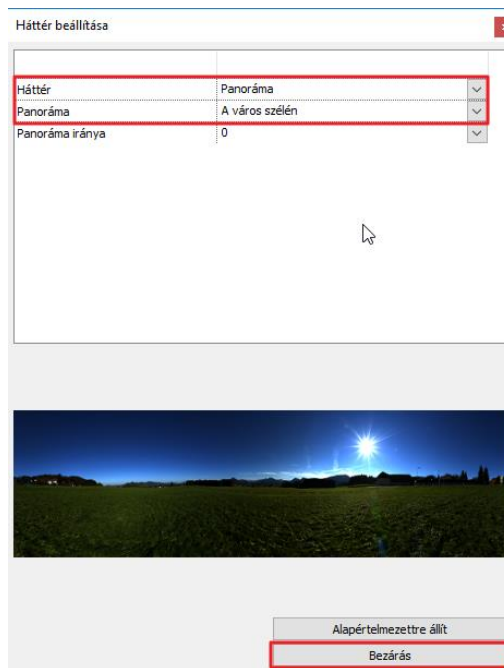 Háttér beállítása
Háttér Panoráma
Panoráma A város szélén
Panoráma iránya 0
Alapértelmezettre állít
Bezárás